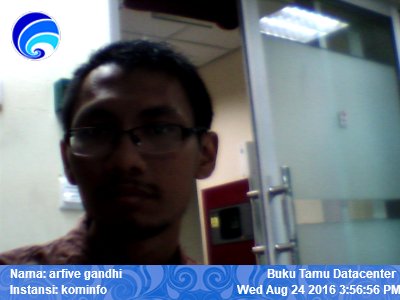 Nama: arfive gandhi
Buku Tamu Datacenter
Instansi: kominfo
Wed Aug 24 2016 3:56:56 PM